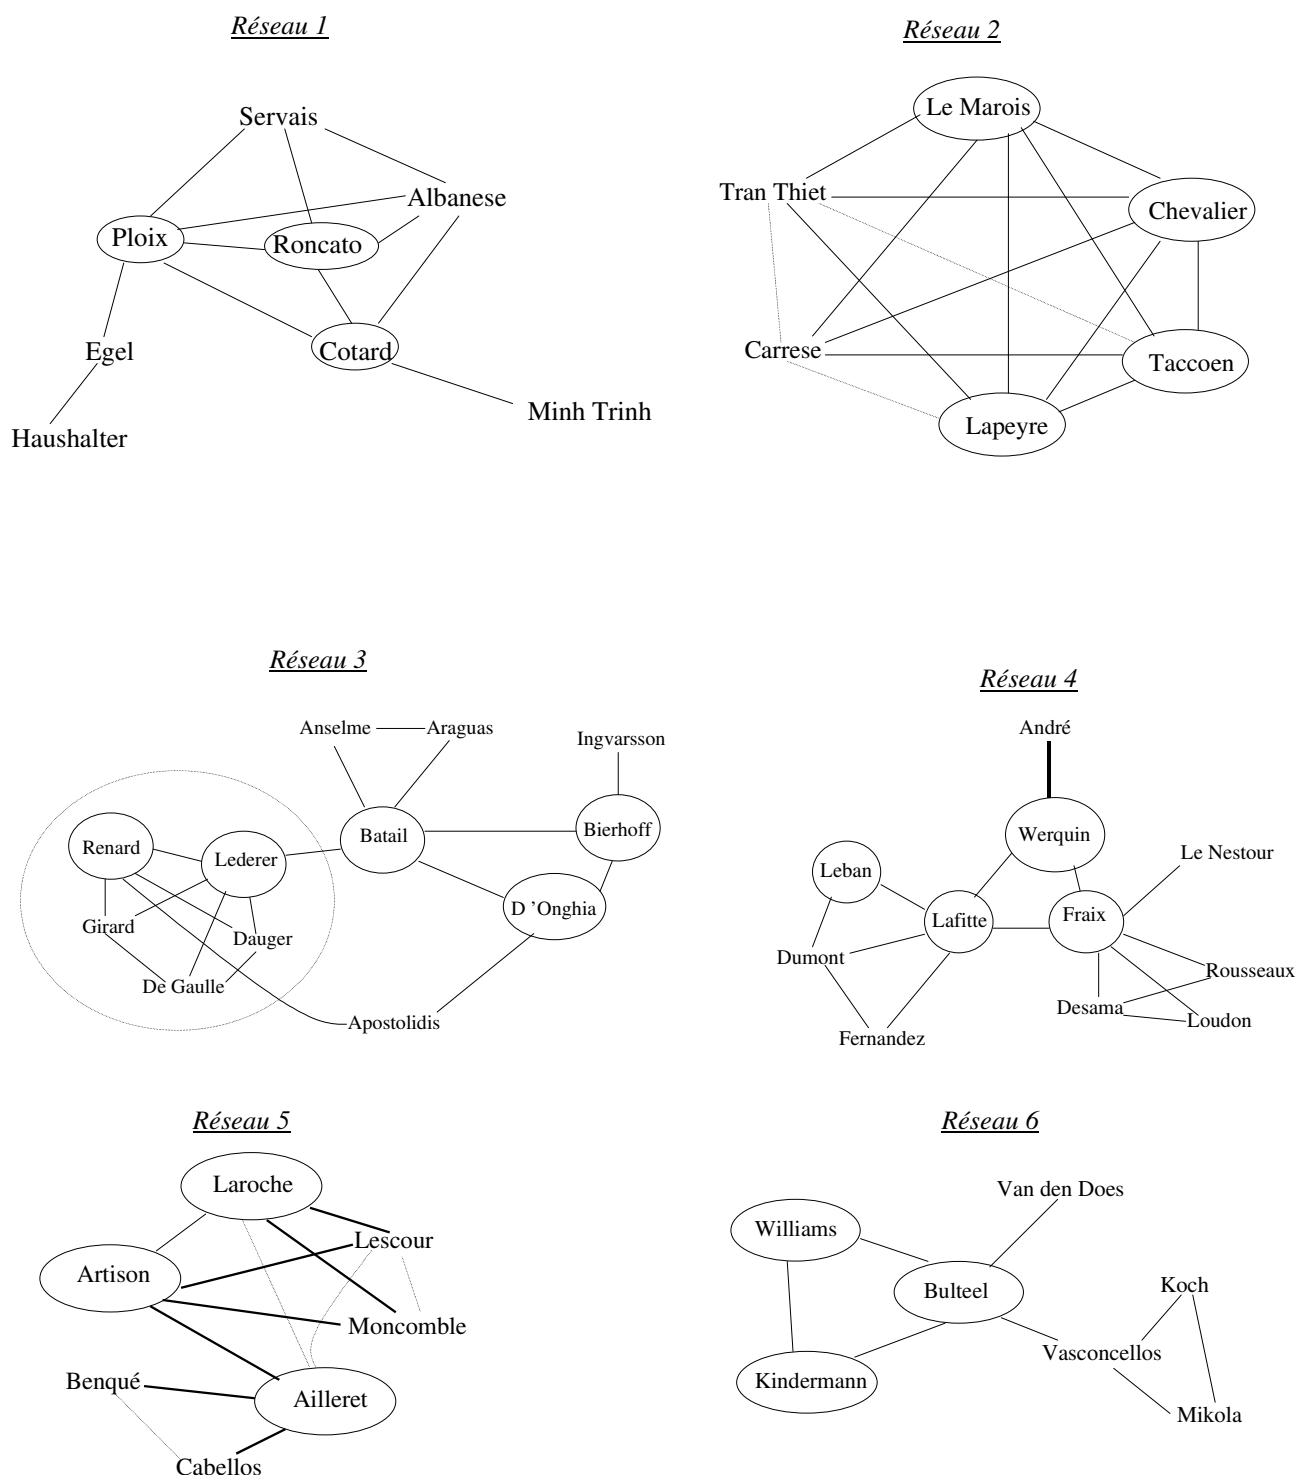 Réseau 1
Servais
Albanese
Ploix
Roncato
Egel
Cotard
Minh Trinh
Haushalter
Réseau 2
Le Marois
Tran Thiet
Chevalier
Carrese
Taccoen
Lapeyre
Réseau 3
Anselme
Araguas
Ingvarsson
Bierhoff
Batail
Renard
Lederer
D 'Onghia
Girard
Dauger
De Gaulle
Apostolidis
Réseau 4
André
Werquin
Le Nestour
Leban
Lafitte
Fraix
Dumont
Rousseaux
Desama
Loudon
Fernandez
Réseau 5
Laroche
Lescour
Artison
Moncomble
Benqué
Ailleret
Cabellos
Réseau 6
Van den Does
Williams
Koch
Bulteel
Vasconcellos
Kindermann
Mikola